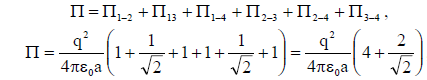 Π = Π₁₋₂ + Π₁₃ + Π₁₋₄ + Π₂₋₃ + Π₂₋₄ + Π₃₋₄ ,
Π = q²/(4πε₀a) (1 + 1/√2 + 1 + 1 + 1/√2 + 1) = q²/(4πε₀a) (4 + 2/√2)